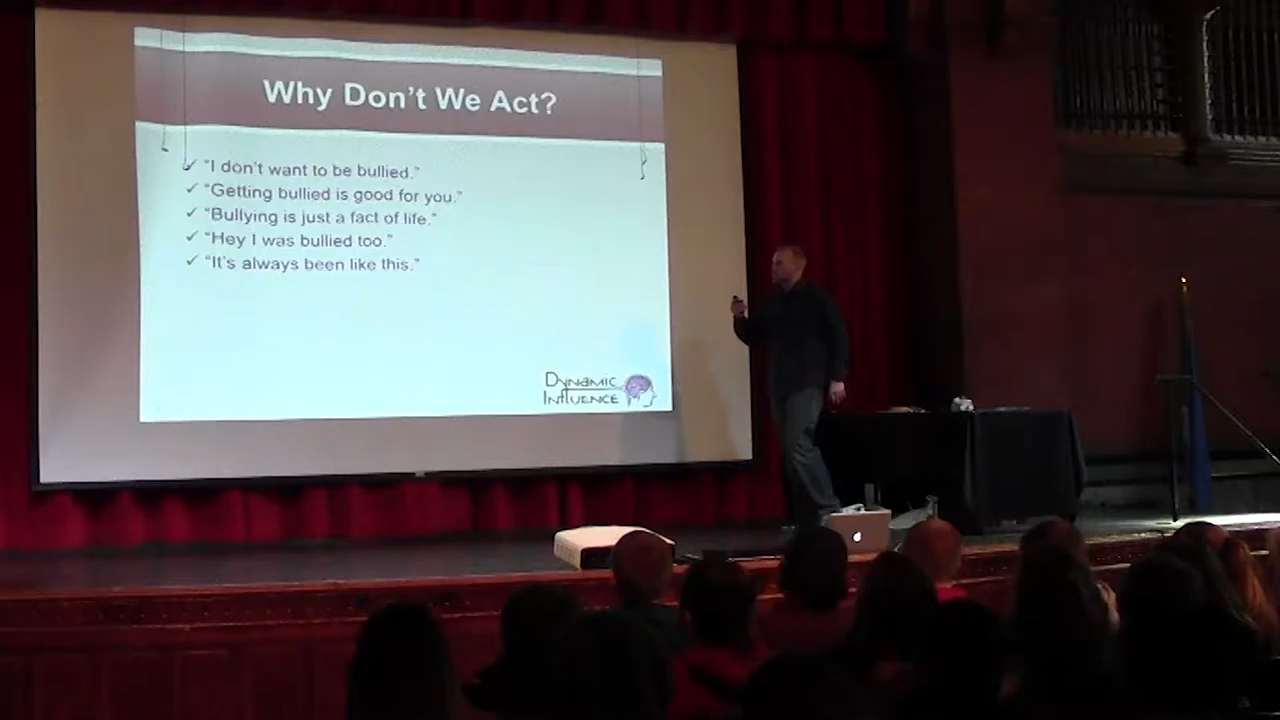 Why Don't We Act?
✓ "I don't want to be bullied."
✓ "Getting bullied is good for you."
✓ "Bullying is just a fact of life."
✓ "Hey I was bullied too."
✓ "It's always been like this."
Dynamic
Influence